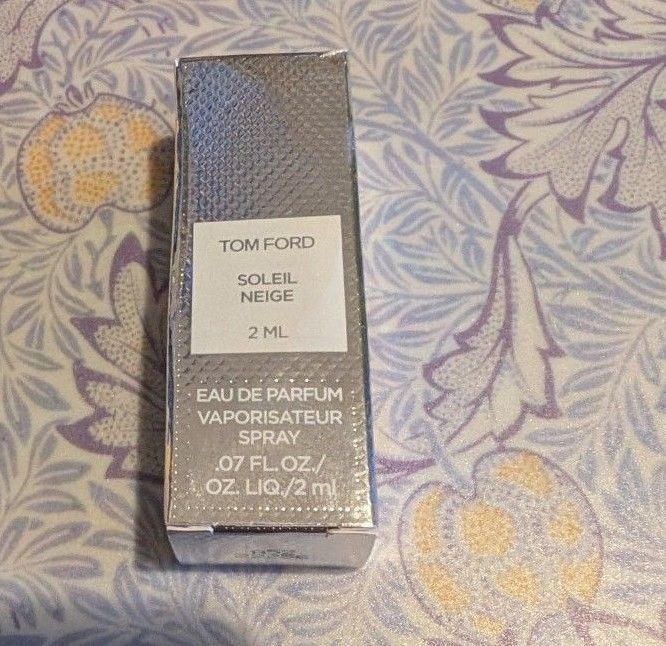 TOM FORD
SOLEIL
NEIGE
2 ML
EAU DE PARFUM
VAPORISATEUR
SPRAY
.07 FL.OZ./
OZ. LIQ./2 ml